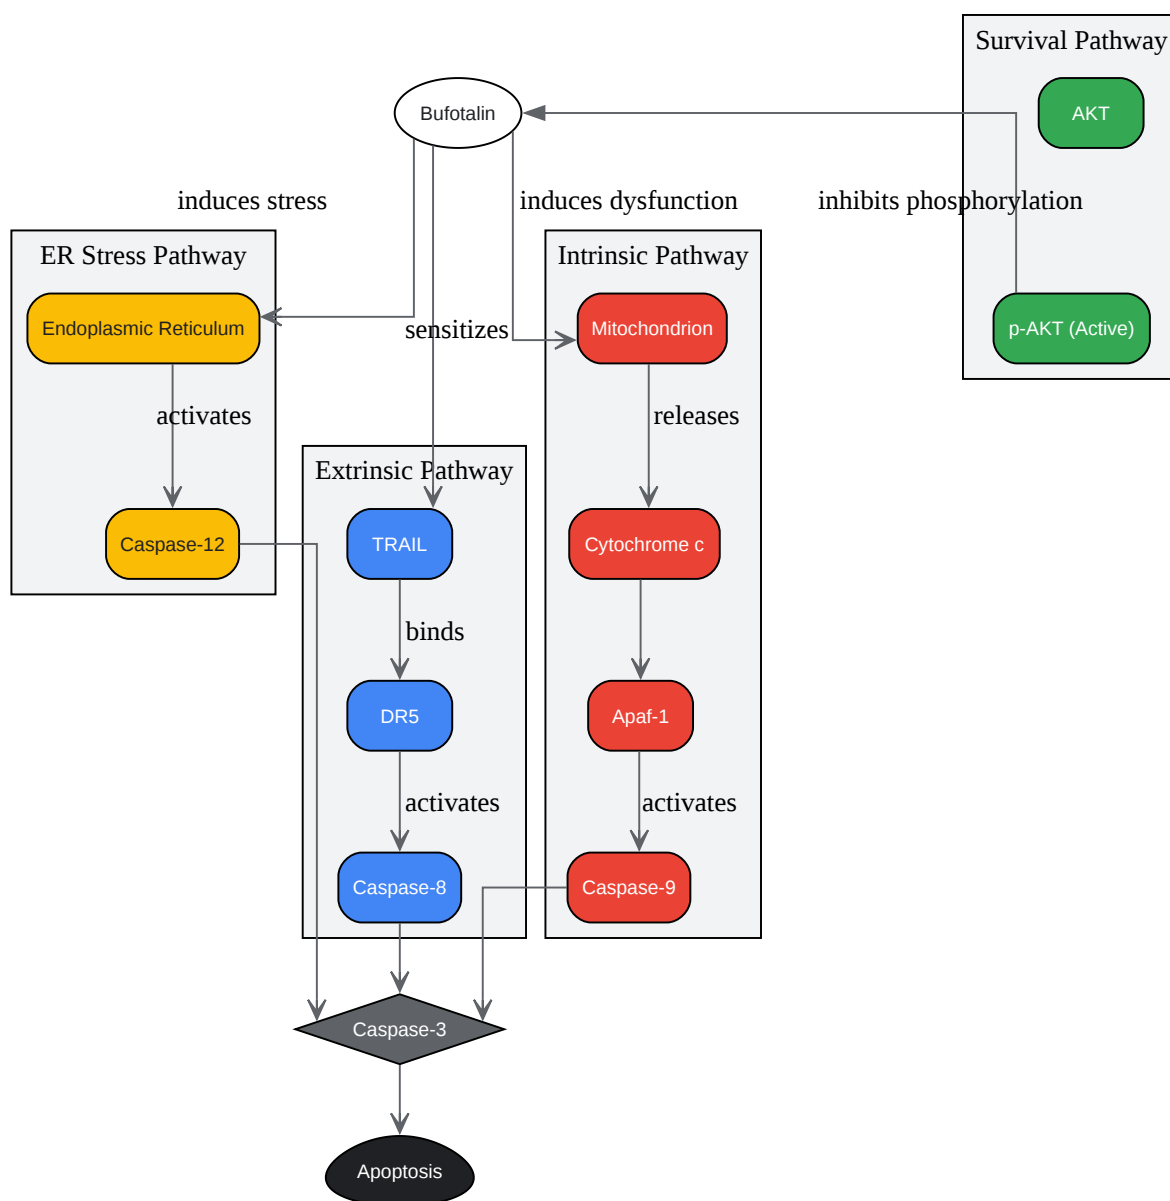 Survival Pathway
Bufotalin
AKT
induces stress
induces dysfunction
inhibits phosphorylation
ER Stress Pathway
Intrinsic Pathway
Endoplasmic Reticulum
sensitizes
Mitochondrion
p-AKT (Active)
activates
releases
Extrinsic Pathway
Caspase-12
TRAIL
Cytochrome c
binds
DR5
Apaf-1
activates
activates
Caspase-8
Caspase-9
Caspase-3
Apoptosis